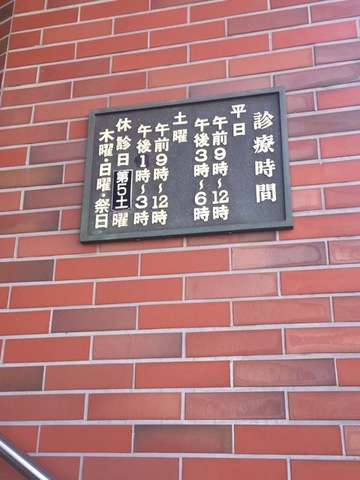 診療時間
平日
午前9時~12時
午後3時~6時
土曜
午前9時~12時
午後1時~3時
休診日 第5土曜
木曜・日曜・祭日